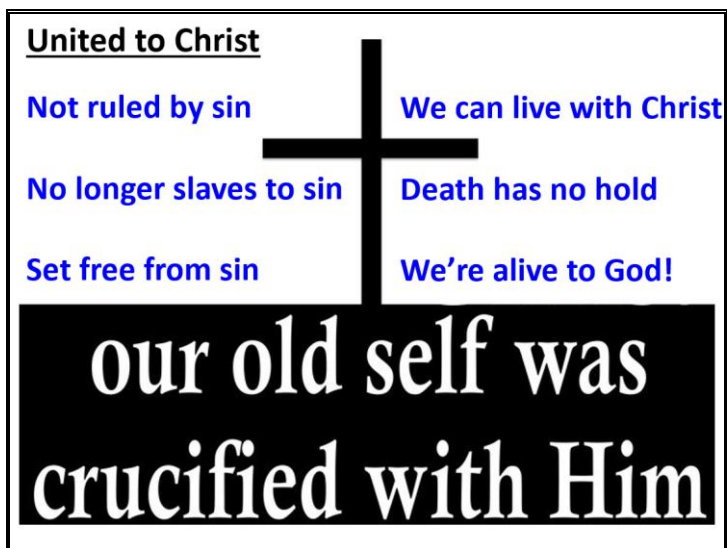 United to Christ
Not ruled by sin
No longer slaves to sin
Set free from sin
We can live with Christ
Death has no hold
We're alive to God!
our old self was
crucified with Him